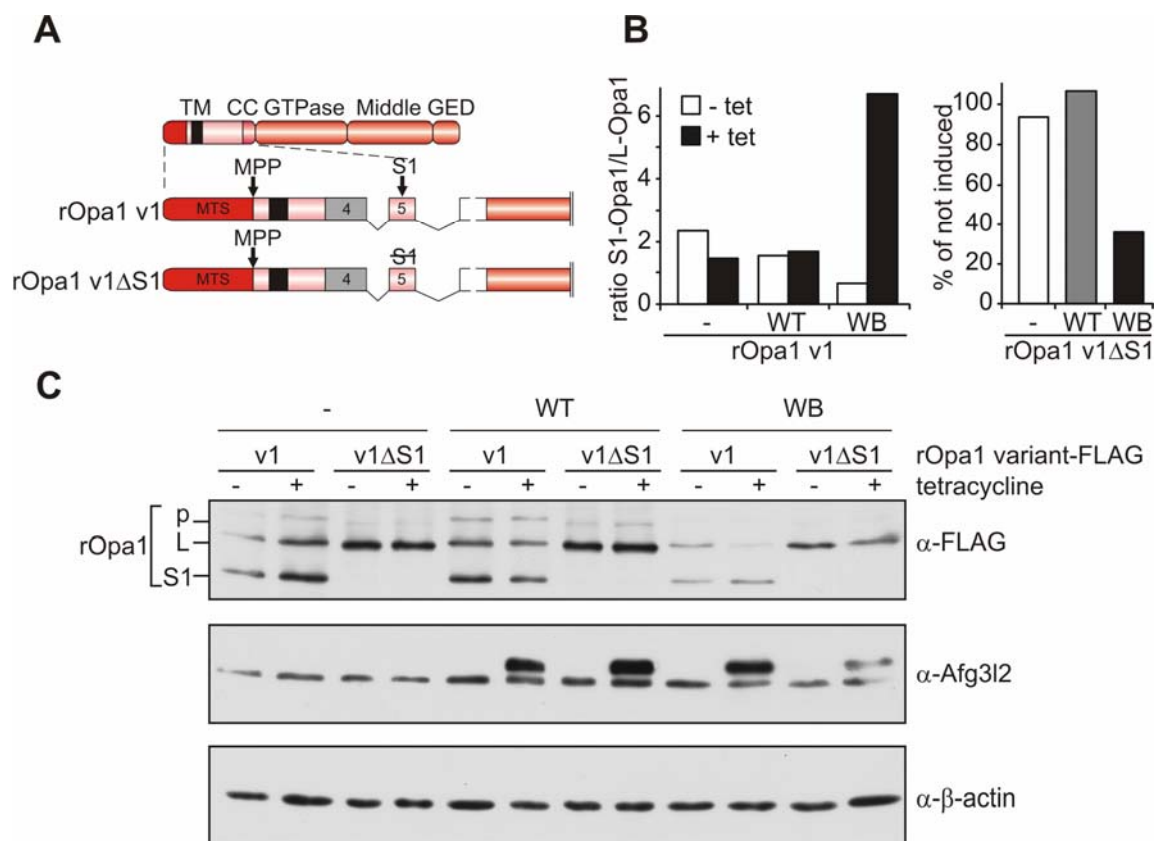 A
TM CC GTPase Middle GED
MPP S1
rOpa1 v1 MTS 4 5
MPP S1
rOpa1 v1ΔS1 MTS 4 5
B
ratio S1-Opa1/L-Opa1
6
4
2
0
- tet
+ tet
- WT WB
rOpa1 v1
% of not induced
100
80
60
40
20
0
- WT WB
rOpa1 v1ΔS1
C
- WT WB
v1 v1ΔS1 v1 v1ΔS1 v1 v1ΔS1 rOpa1 variant-FLAG
- + - + - + - + - + - + tetracycline
rOpa1
p
L
S1
α-FLAG
α-Afg3l2
α-β-actin